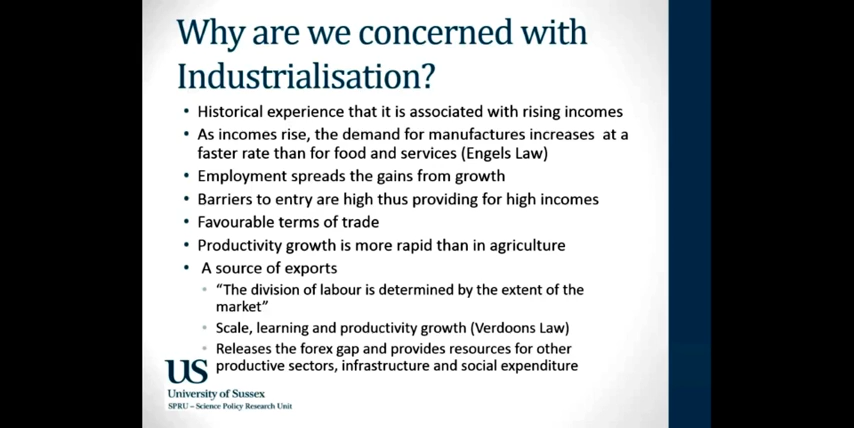 Why are we concerned with
Industrialisation?
• Historical experience that it is associated with rising incomes
• As incomes rise, the demand for manufactures increases at a
faster rate than for food and services (Engels Law)
• Employment spreads the gains from growth
• Barriers to entry are high thus providing for high incomes
• Favourable terms of trade
• Productivity growth is more rapid than in agriculture
• A source of exports
• “The division of labour is determined by the extent of the
market”
• Scale, learning and productivity growth (Verdoons Law)
• Releases the forex gap and provides resources for other
productive sectors, infrastructure and social expenditure
US
University of Sussex
SPRU – Science Policy Research Unit